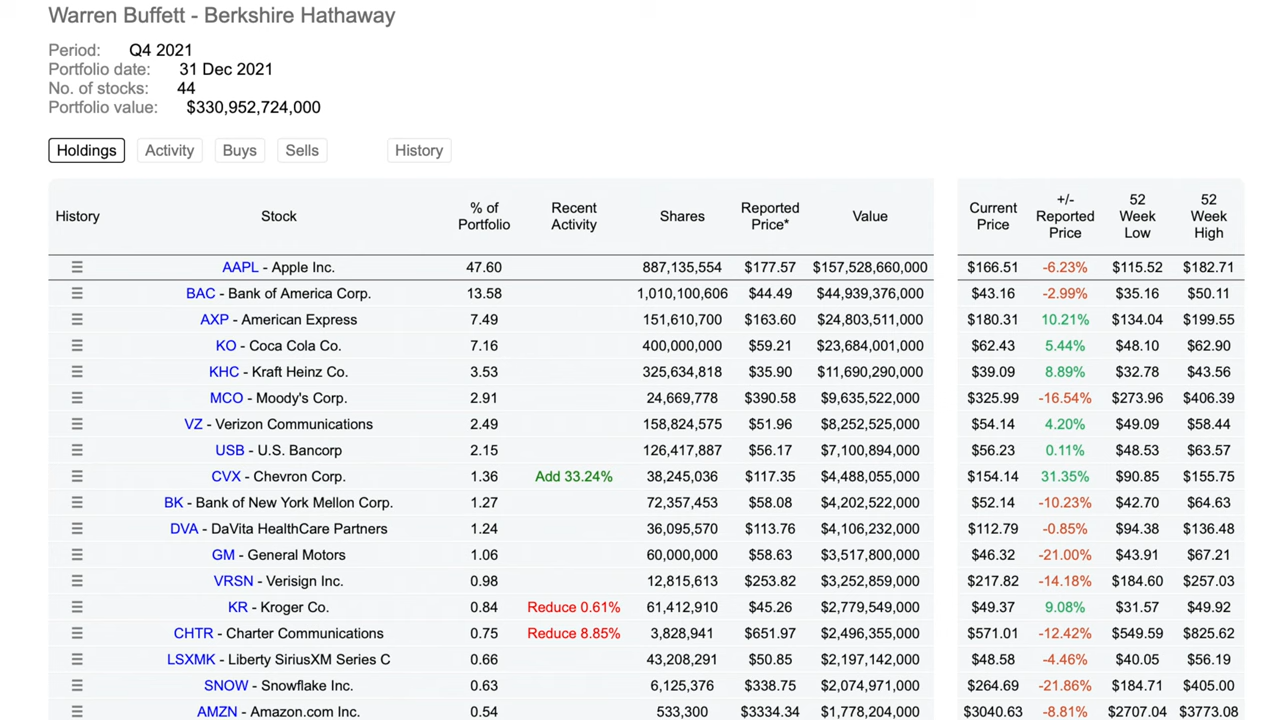 Warren Buffett - Berkshire Hathaway
Period: Q4 2021
Portfolio date: 31 Dec 2021
No. of stocks: 44
Portfolio value: $330,952,724,000
Holdings Activity Buys Sells History
History Stock % of Portfolio Recent Activity Shares Reported Price* Value Current Price +/- Reported Price 52 Week Low 52 Week High
≡ AAPL - Apple Inc. 47.60 887,135,554 $177.57 $157,528,660,000 $166.51 -6.23% $115.52 $182.71
≡ BAC - Bank of America Corp. 13.58 1,010,100,606 $44.49 $44,939,376,000 $43.16 -2.99% $35.16 $50.11
≡ AXP - American Express 7.49 151,610,700 $163.60 $24,803,511,000 $180.31 10.21% $134.04 $199.55
≡ KO - Coca Cola Co. 7.16 400,000,000 $59.21 $23,684,001,000 $62.43 5.44% $48.10 $62.90
≡ KHC - Kraft Heinz Co. 3.53 325,634,818 $35.90 $11,690,290,000 $39.09 8.89% $32.78 $43.56
≡ MCO - Moody's Corp. 2.91 24,669,778 $390.58 $9,635,522,000 $325.99 -16.54% $273.96 $406.39
≡ VZ - Verizon Communications 2.49 158,824,575 $51.96 $8,252,525,000 $54.14 4.20% $49.09 $58.44
≡ USB - U.S. Bancorp 2.15 126,417,887 $56.17 $7,100,894,000 $56.23 0.11% $48.53 $63.57
≡ CVX - Chevron Corp. 1.36 Add 33.24% 38,245,036 $117.35 $4,488,055,000 $154.14 31.35% $90.85 $155.75
≡ BK - Bank of New York Mellon Corp. 1.27 72,357,453 $58.08 $4,202,522,000 $52.14 -10.23% $42.70 $64.63
≡ DVA - DaVita HealthCare Partners 1.24 36,095,570 $113.76 $4,106,232,000 $112.79 -0.85% $94.38 $136.48
≡ GM - General Motors 1.06 60,000,000 $58.63 $3,517,800,000 $46.32 -21.00% $43.91 $67.21
≡ VRSN - Verisign Inc. 0.98 12,815,613 $253.82 $3,252,859,000 $217.82 -14.18% $184.60 $257.03
≡ KR - Kroger Co. 0.84 Reduce 0.61% 61,412,910 $45.26 $2,779,549,000 $49.37 9.08% $31.57 $49.92
≡ CHTR - Charter Communications 0.75 Reduce 8.85% 3,828,941 $651.97 $2,496,355,000 $571.01 -12.42% $549.59 $825.62
≡ LSXMK - Liberty SiriusXM Series C 0.66 43,208,291 $50.85 $2,197,142,000 $48.58 -4.46% $40.05 $56.19
≡ SNOW - Snowflake Inc. 0.63 6,125,376 $338.75 $2,074,971,000 $264.69 -21.86% $184.71 $405.00
≡ AMZN - Amazon.com Inc. 0.54 533,300 $3334.34 $1,778,204,000 $3040.63 -8.81% $2707.04 $3773.08